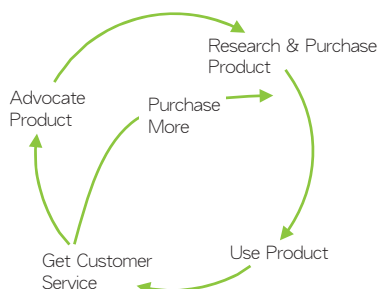 Research & Purchase
Product
Advocate
Product
Purchase
More
Use Product
Get Customer
Service